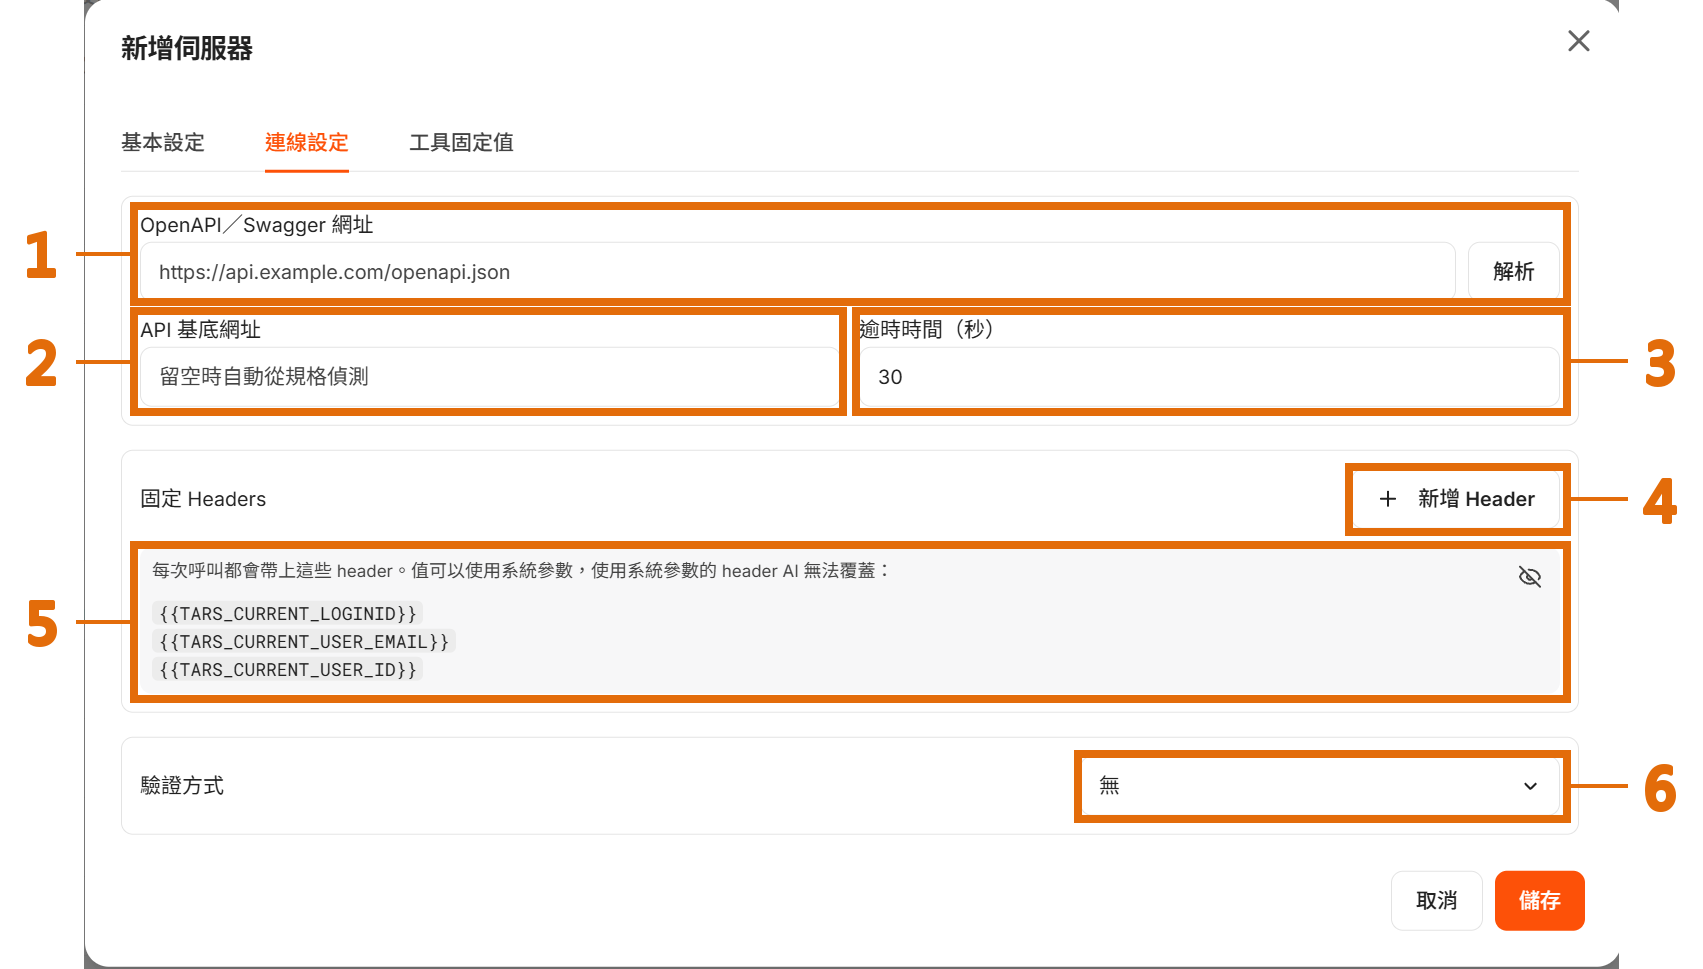 新增伺服器
基本設定 連線設定 工具固定值
1
OpenAPI／Swagger 網址
https://api.example.com/openapi.json 解析
2
API 基底網址
留空時自動從規格偵測
逾時時間（秒）
30
3
固定 Headers
＋ 新增 Header
4
5
每次呼叫都會帶上這些 header。值可以使用系統參數，使用系統參數的 header AI 無法覆蓋：
{{TARS_CURRENT_LOGINID}}
{{TARS_CURRENT_USER_EMAIL}}
{{TARS_CURRENT_USER_ID}}
驗證方式
無
6
取消 儲存